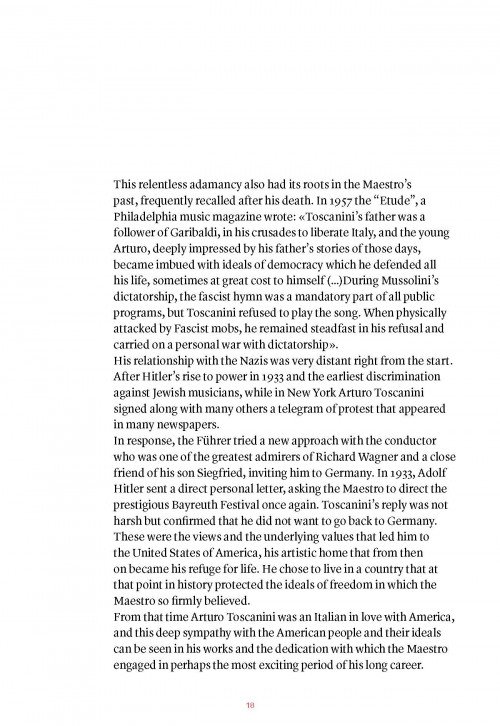 This relentless adamancy also had its roots in the Maestro’s
past, frequently recalled after his death. In 1957 the “Etude”, a
Philadelphia music magazine wrote: «Toscanini’s father was a
follower of Garibaldi, in his crusades to liberate Italy, and the young
Arturo, deeply impressed by his father’s stories of those days,
became imbued with ideals of democracy which he defended all
his life, sometimes at great cost to himself (...)During Mussolini’s
dictatorship, the fascist hymn was a mandatory part of all public
programs, but Toscanini refused to play the song. When physically
attacked by Fascist mobs, he remained steadfast in his refusal and
carried on a personal war with dictatorship».
His relationship with the Nazis was very distant right from the start.
After Hitler’s rise to power in 1933 and the earliest discrimination
against Jewish musicians, while in New York Arturo Toscanini
signed along with many others a telegram of protest that appeared
in many newspapers.
In response, the Führer tried a new approach with the conductor
who was one of the greatest admirers of Richard Wagner and a close
friend of his son Siegfried, inviting him to Germany. In 1933, Adolf
Hitler sent a direct personal letter, asking the Maestro to direct the
prestigious Bayreuth Festival once again. Toscanini’s reply was not
harsh but confirmed that he did not want to go back to Germany.
These were the views and the underlying values that led him to
the United States of America, his artistic home that from then
on became his refuge for life. He chose to live in a country that at
that point in history protected the ideals of freedom in which the
Maestro so firmly believed.
From that time Arturo Toscanini was an Italian in love with America,
and this deep sympathy with the American people and their ideals
can be seen in his works and the dedication with which the Maestro
engaged in perhaps the most exciting period of his long career.
18